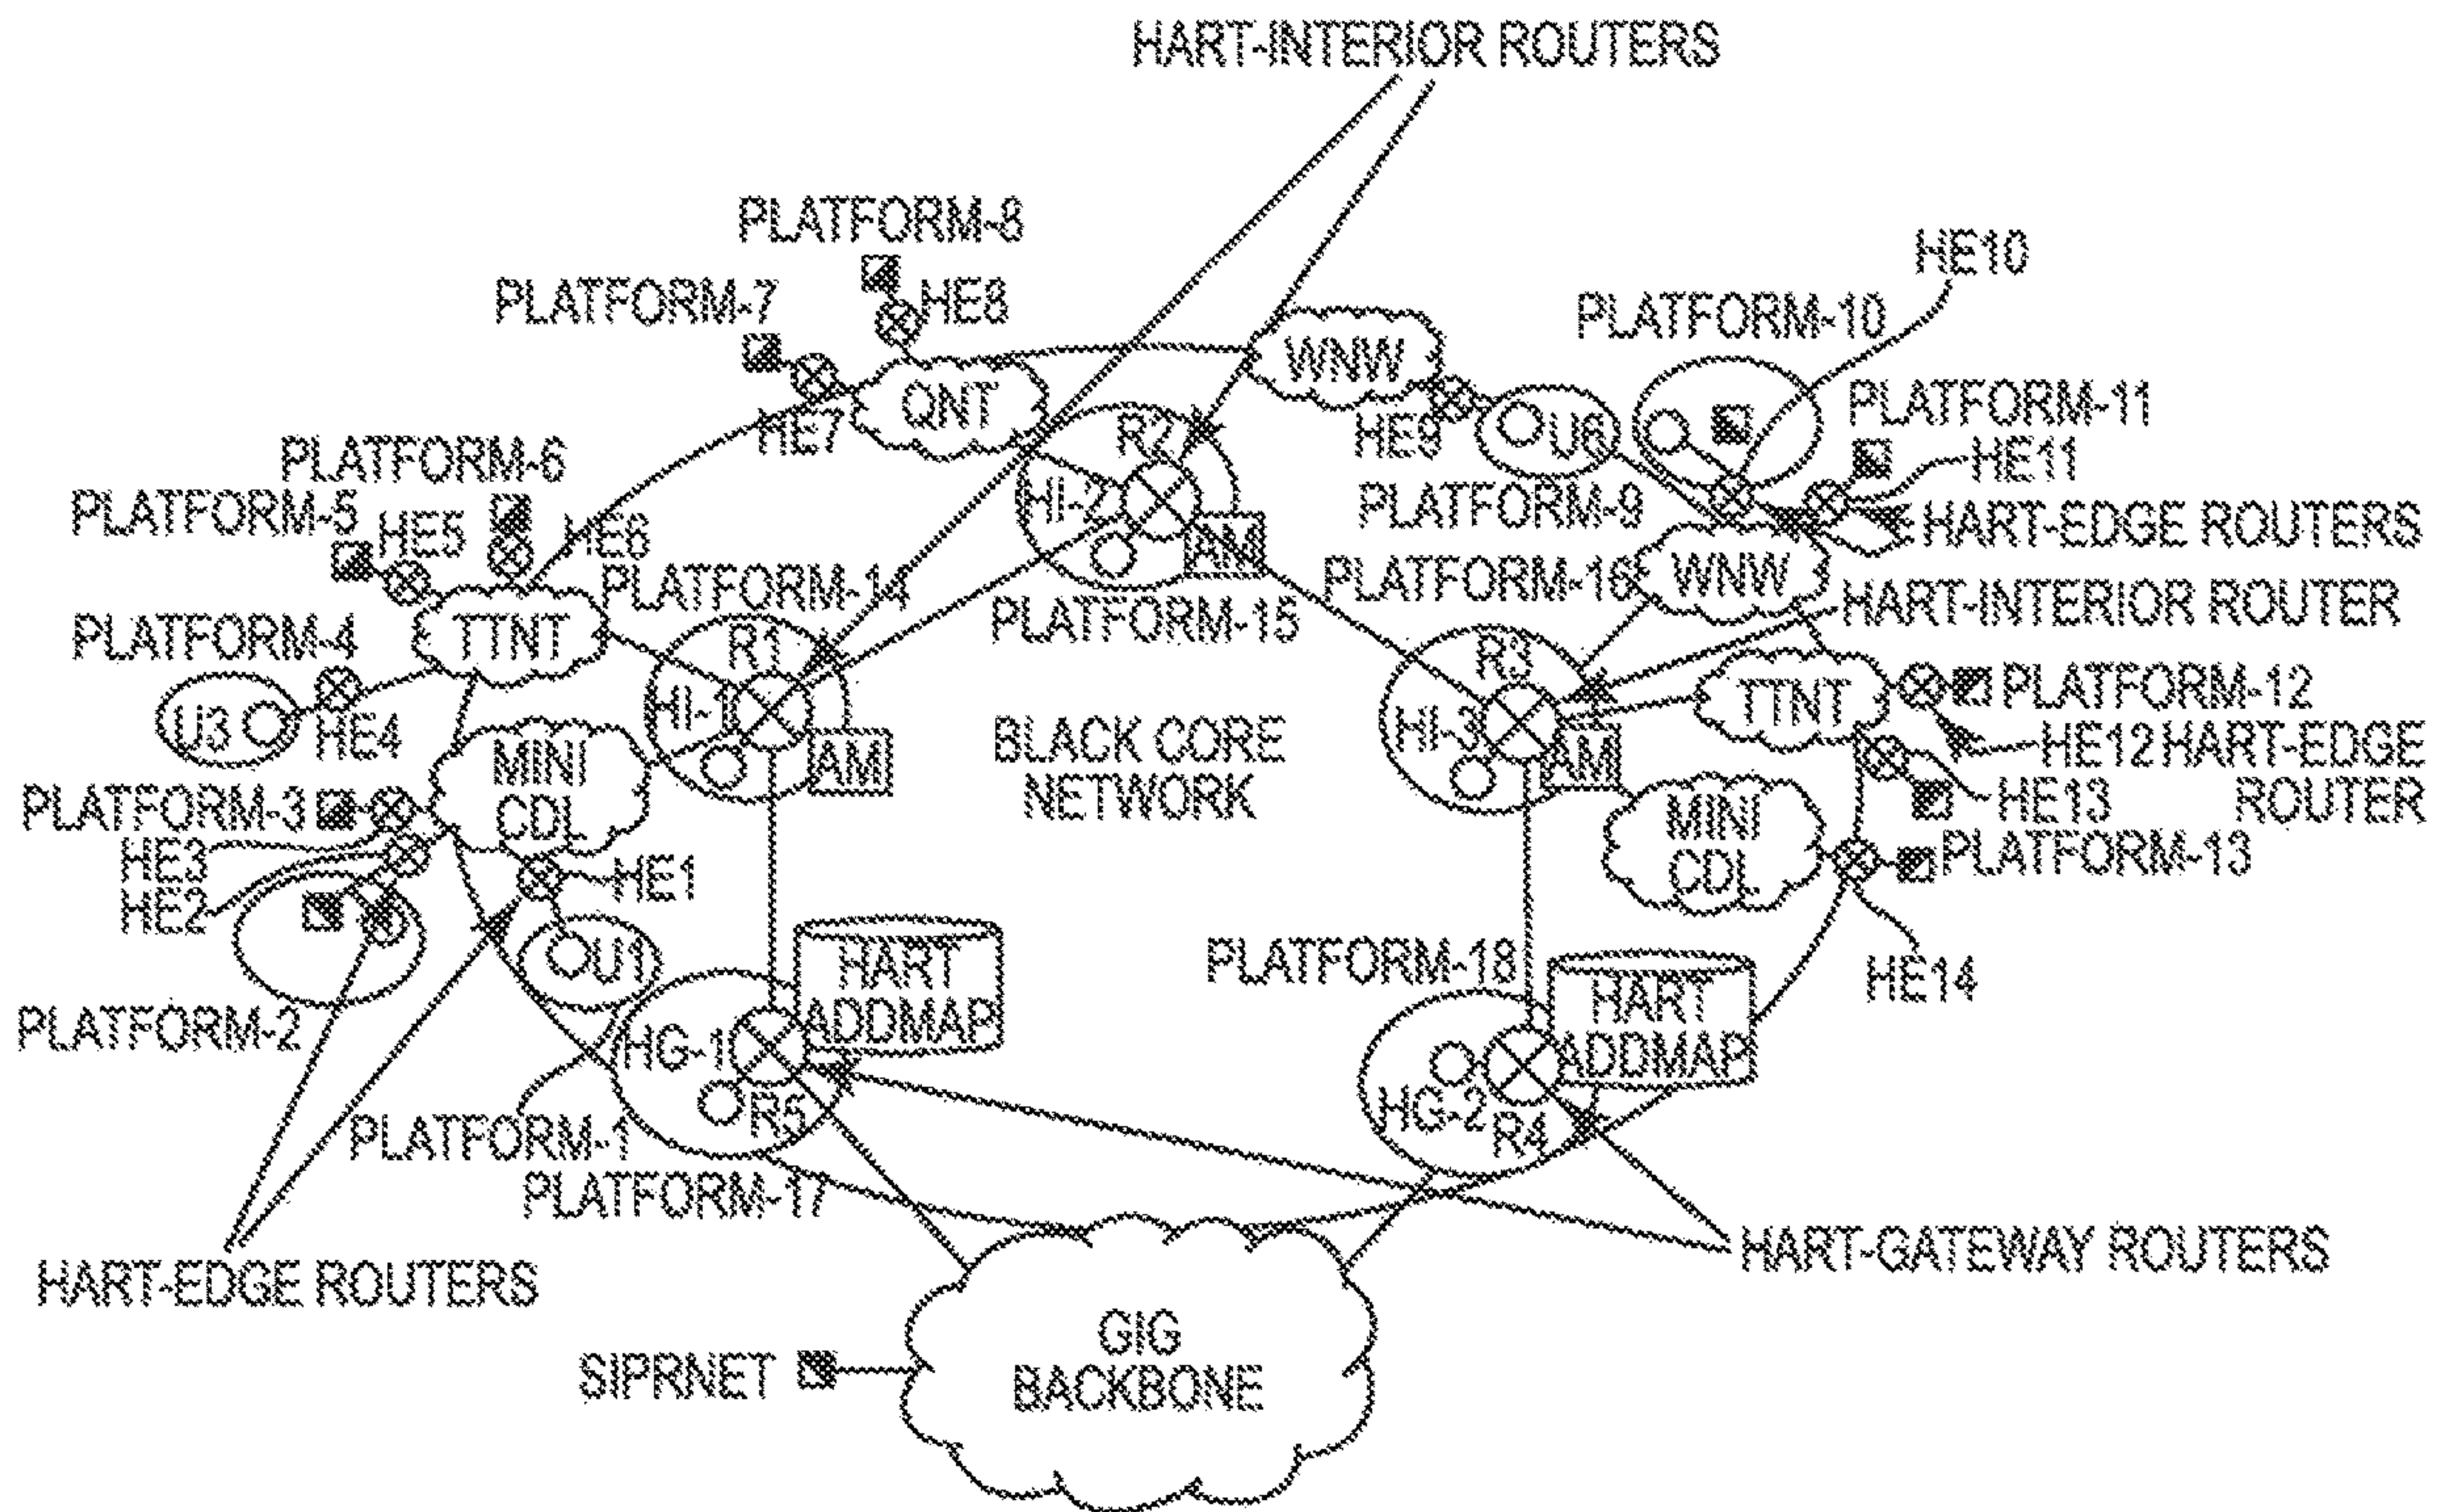 HART-INTERIOR ROUTERS
PLATFORM-8
HE10
PLATFORM-7
HE8
PLATFORM-10
WNW
QNT
PLATFORM-11
HE7
R2
HE9
U6
HE11
PLATFORM-6
PLATFORM-5
HE5
HE6
HI-2
PLATFORM-9
HART-EDGE ROUTERS
AMI
PLATFORM-14
PLATFORM-15
PLATFORM-16
WNW
HART-INTERIOR ROUTER
PLATFORM-4
TTNT
R1
R3
U3
HE4
HI-1
AMI
BLACK CORE
NETWORK
HI-3
AMI
TTNT
PLATFORM-12
HE12 HART-EDGE
ROUTER
HE13
MINI
CDL
PLATFORM-3
HE3
HE2
HE1
MINI
CDL
PLATFORM-13
HE14
U1
PLATFORM-2
HART
ADDMAP
HG-1
R5
PLATFORM-18
HART
ADDMAP
HG-2
R4
PLATFORM-1
PLATFORM-17
HART-EDGE ROUTERS
HART-GATEWAY ROUTERS
GIG
BACKBONE
SIPRNET